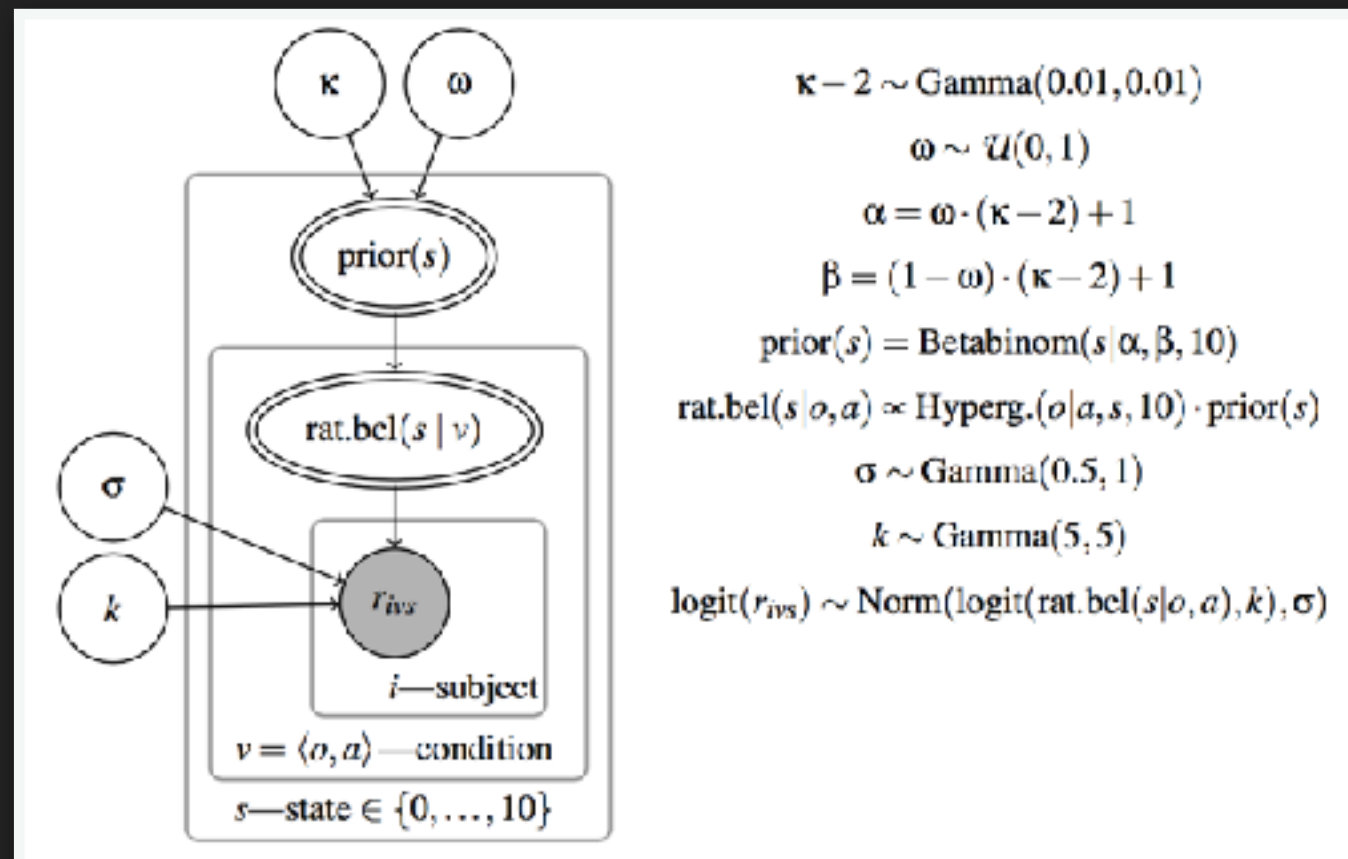 κ
ω
prior(s)
rat.bel(s | v)
σ
k
r_ivs
i—subject
v = ⟨o, a⟩—condition
s—state ∈ {0, …, 10}
κ − 2 ∼ Gamma(0.01, 0.01)
ω ∼ 𝒰(0, 1)
α = ω · (κ − 2) + 1
β = (1 − ω) · (κ − 2) + 1
prior(s) = Betabinom(s|α, β, 10)
rat.bel(s|o, a) ∝ Hyperg.(o|a, s, 10) · prior(s)
σ ∼ Gamma(0.5, 1)
k ∼ Gamma(5, 5)
logit(r_ivs) ∼ Norm(logit(rat.bel(s|o, a), k), σ)